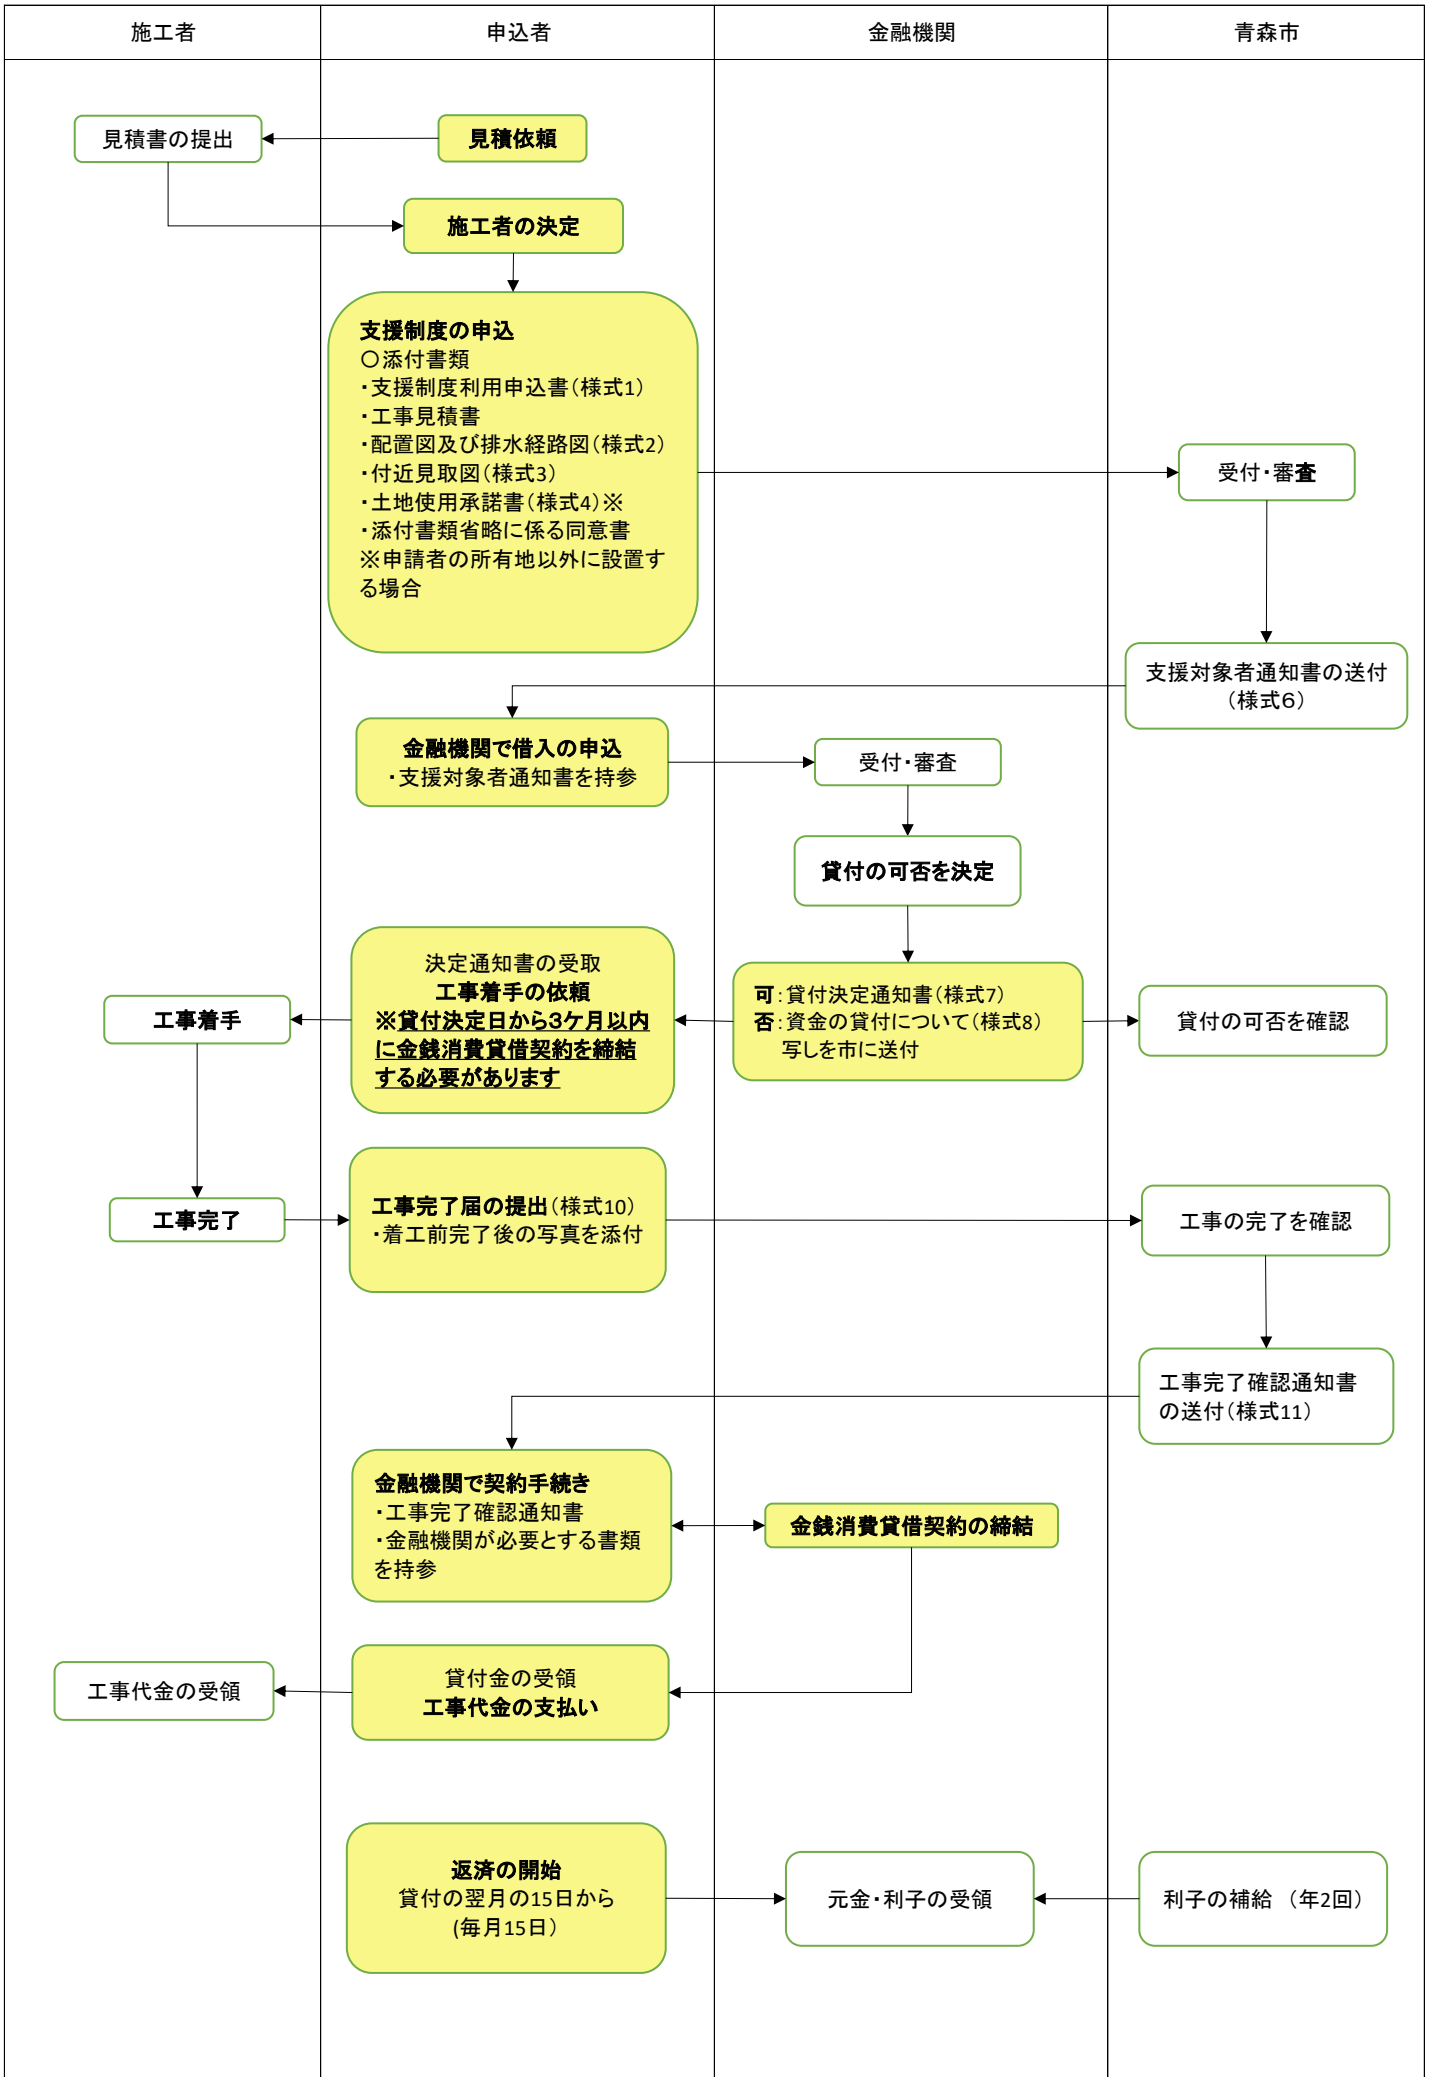 施工者
申込者
金融機関
青森市
見積書の提出
見積依頼
施工者の決定
支援制度の申込
〇添付書類
・支援制度利用申込書(様式1)
・工事見積書
・配置図及び排水経路図(様式2)
・付近見取図(様式3)
・土地使用承諾書(様式4)※
・添付書類省略に係る同意書
※申請者の所有地以外に設置す
る場合
受付・審査
支援対象者通知書の送付
(様式6)
金融機関で借入の申込
・支援対象者通知書を持参
受付・審査
貸付の可否を決定
決定通知書の受取
工事着手の依頼
※貸付決定日から3ケ月以内
に金銭消費貸借契約を締結
する必要があります
可:貸付決定通知書(様式7)
否:資金の貸付について(様式8)
写しを市に送付
工事着手
貸付の可否を確認
工事完了
工事完了届の提出(様式10)
・着工前完了後の写真を添付
工事の完了を確認
工事完了確認通知書
の送付(様式11)
金融機関で契約手続き
・工事完了確認通知書
・金融機関が必要とする書類
を持参
金銭消費貸借契約の締結
工事代金の受領
貸付金の受領
工事代金の支払い
返済の開始
貸付の翌月の15日から
(毎月15日)
元金・利子の受領
利子の補給 (年2回)